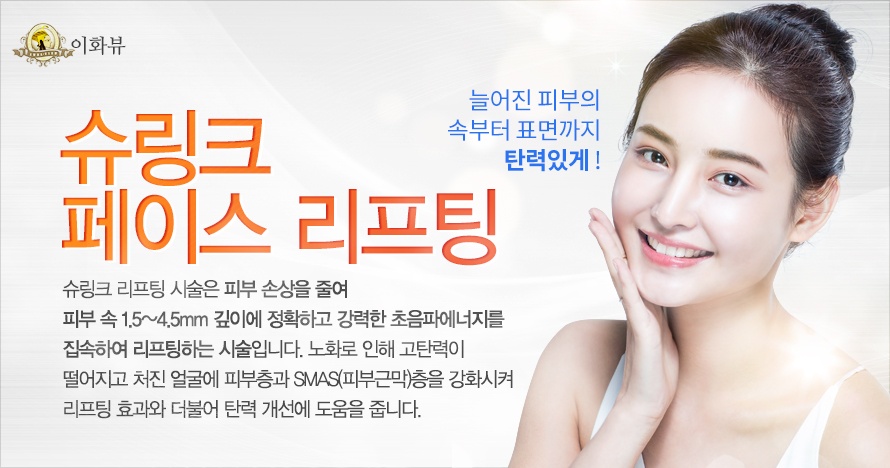 이화뷰
늘어진 피부의
속부터 표면까지
탄력있게 !
슈링크
페이스 리프팅
슈링크 리프팅 시술은 피부 손상을 줄여
피부 속 1.5~4.5mm 깊이에 정확하고 강력한 초음파에너지를
집속하여 리프팅하는 시술입니다. 노화로 인해 고탄력이
떨어지고 처진 얼굴에 피부층과 SMAS(피부근막)층을 강화시켜
리프팅 효과와 더불어 탄력 개선에 도움을 줍니다.